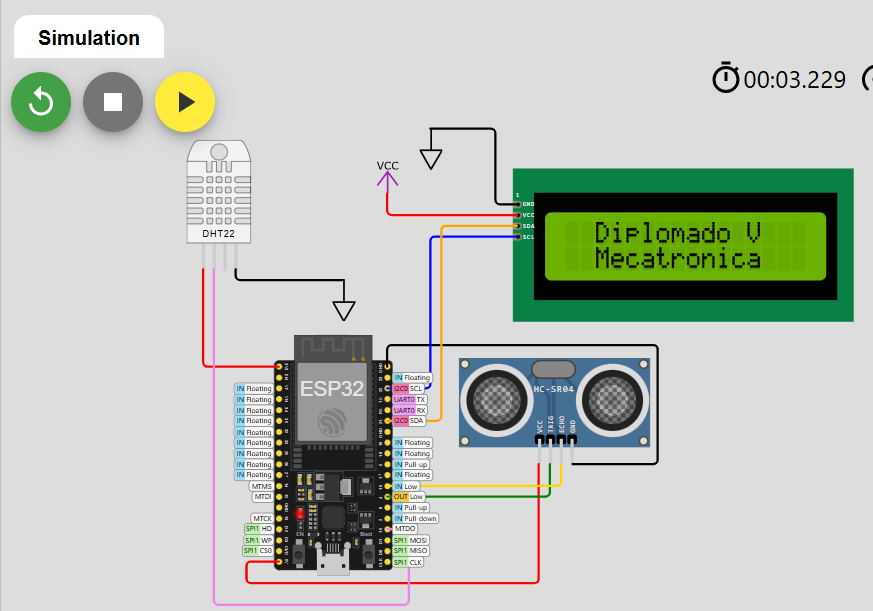 Simulation
00:03.229
VCC
1
GND
VCC
SDA
SCL
Diplomado V
Mecatronica
DHT22
ESP32
IN Floating
I2C0 SCL
UART0 TX
UART0 RX
I2C0 SDA
IN Floating
IN Floating
IN Pull-up
IN Floating
IN Low
OUT Low
IN Pull-up
IN Pull-down
MTDO
SPI1 MOSI
SPI1 MISO
SPI1 CLK
IN Floating
IN Floating
IN Floating
IN Floating
IN Floating
IN Floating
IN Floating
IN Floating
IN Floating
MTMS
MTDI
MTCK
SPI1 HD
SPI1 WP
SPI1 CS0
EN
Boot
HC-SR04
VCC
TRIG
ECHO
GND